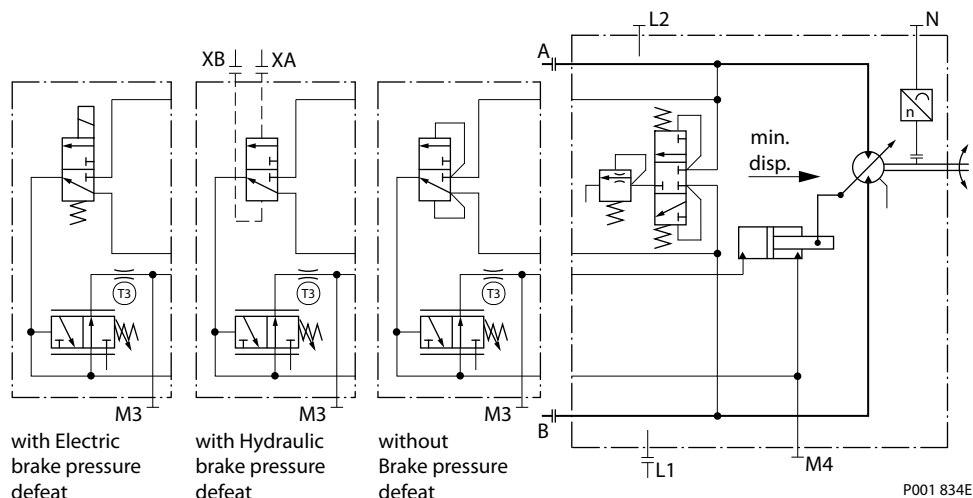 L2
N
XB
XA
A
n
min.
disp.
T3
T3
T3
M3
M3
M3
B
L1
M4
with Electric
brake pressure
defeat
with Hydraulic
brake pressure
defeat
without
Brake pressure
defeat
P001 834E